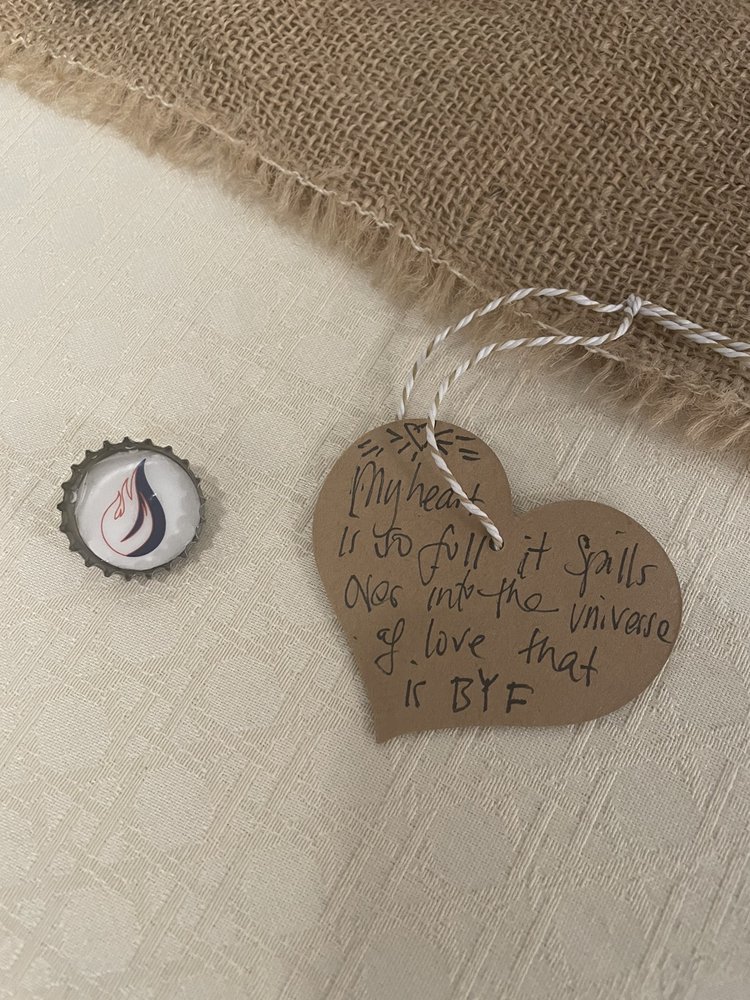 My heart
is so full it spills
over into the universe
of love that
is BYF